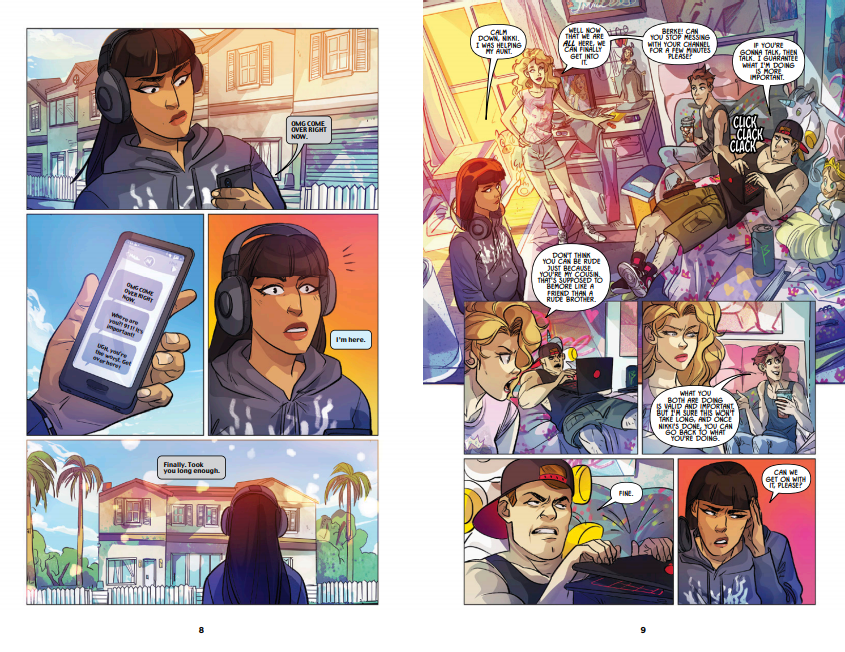 OMG COME
OVER RIGHT
NOW.
OMG COME
OVER RIGHT
NOW.
Where are
you?! 911! It's
important!
UGH, you're
the worst. Get
over here!
I'm here.
Finally. Took
you long enough.
8
CALM
DOWN, NIKKI.
I WAS HELPING
MY AUNT.
WELL NOW
THAT WE ARE
ALL HERE, WE
CAN FINALLY
GET INTO
IT.
BERKE! CAN
YOU STOP MESSING
WITH YOUR CHANNEL
FOR A FEW MINUTES
PLEASE?
IF YOU'RE
GONNA TALK, THEN
TALK. I GUARANTEE
WHAT I'M DOING
IS MORE
IMPORTANT.
CLICK
CLACK
CLACK
DON'T THINK
YOU CAN BE RUDE
JUST BECAUSE
YOU'RE MY COUSIN.
THAT'S SUPPOSED TO
BEMORE LIKE A
FRIEND THAN A
RUDE BROTHER.
WHAT YOU
BOTH ARE DOING
IS VALID AND IMPORTANT.
BUT I'M SURE THIS WON'T
TAKE LONG, AND ONCE
NIKKI'S DONE, YOU CAN
GO BACK TO WHAT
YOU'RE DOING.
FINE.
CAN WE
GET ON WITH
IT, PLEASE?
9